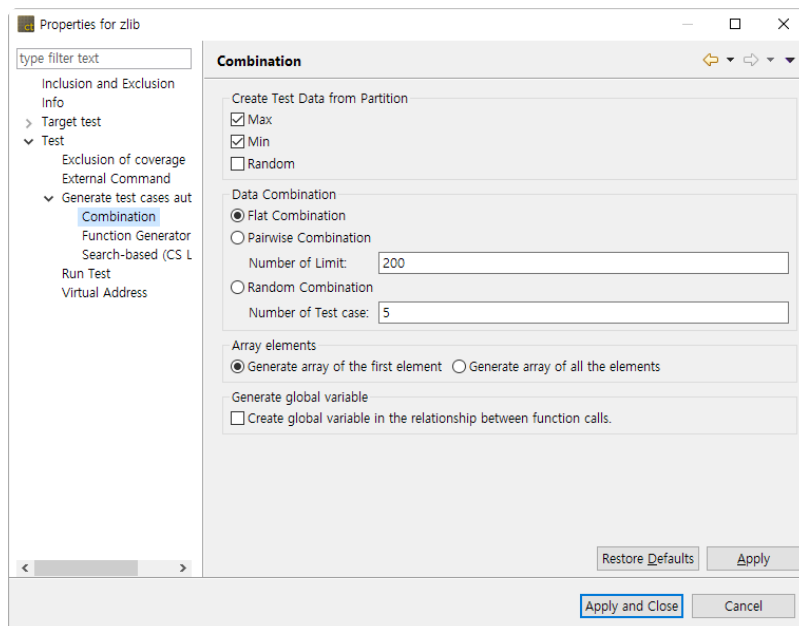 ct Properties for zlib
type filter text
Inclusion and Exclusion
Info
Target test
Test
Exclusion of coverage
External Command
Generate test cases aut
Combination
Function Generator
Search-based (CS L
Run Test
Virtual Address
Combination
Create Test Data from Partition
Max
Min
Random
Data Combination
Flat Combination
Pairwise Combination
Number of Limit: 200
Random Combination
Number of Test case: 5
Array elements
Generate array of the first element Generate array of all the elements
Generate global variable
Create global variable in the relationship between function calls.
Restore Defaults Apply
Apply and Close Cancel